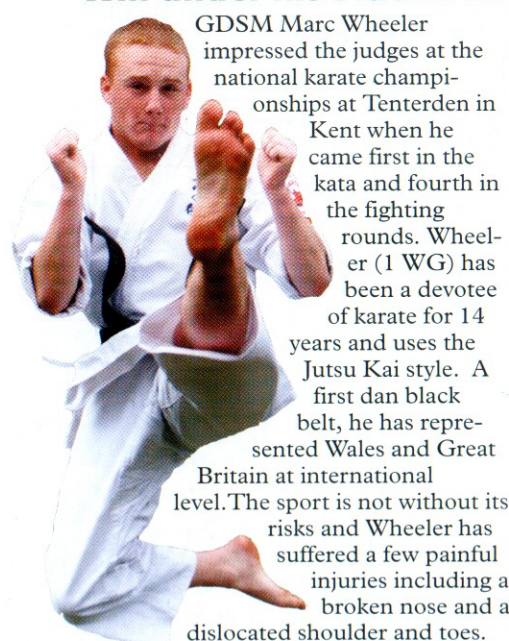 GDSM Marc Wheeler
impressed the judges at the
national karate champi-
onships at Tenterden in
Kent when he
came first in the
kata and fourth in
the fighting
rounds. Wheel-
er (1 WG) has
been a devotee
of karate for 14
years and uses the
Jutsu Kai style. A
first dan black
belt, he has repre-
sented Wales and Great
Britain at international
level.The sport is not without its
risks and Wheeler has
suffered a few painful
injuries including a
broken nose and a
dislocated shoulder and toes.